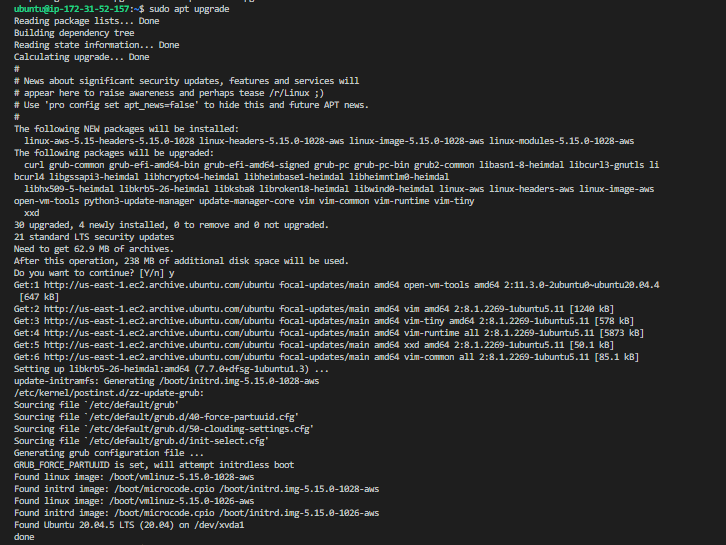 ubuntu@ip-172-31-52-157:~$ sudo apt upgrade
Reading package lists... Done
Building dependency tree
Reading state information... Done
Calculating upgrade... Done
#
# News about significant security updates, features and services will
# appear here to raise awareness and perhaps tease /r/Linux ;)
# Use 'pro config set apt_news=false' to hide this and future APT news.
#
The following NEW packages will be installed:
  linux-aws-5.15-headers-5.15.0-1028 linux-headers-5.15.0-1028-aws linux-image-5.15.0-1028-aws linux-modules-5.15.0-1028-aws
The following packages will be upgraded:
  curl grub-common grub-efi-amd64-bin grub-efi-amd64-signed grub-pc grub-pc-bin grub2-common libasn1-8-heimdal libcurl3-gnutls li
bcurl4 libgssapi3-heimdal libhcrypto4-heimdal libheimbase1-heimdal libheimntlm0-heimdal
  libhx509-5-heimdal libkrb5-26-heimdal libksba8 libroken18-heimdal libwind0-heimdal linux-aws linux-headers-aws linux-image-aws
open-vm-tools python3-update-manager update-manager-core vim vim-common vim-runtime vim-tiny
  xxd
30 upgraded, 4 newly installed, 0 to remove and 0 not upgraded.
21 standard LTS security updates
Need to get 62.9 MB of archives.
After this operation, 238 MB of additional disk space will be used.
Do you want to continue? [Y/n] y
Get:1 http://us-east-1.ec2.archive.ubuntu.com/ubuntu focal-updates/main amd64 open-vm-tools amd64 2:11.3.0-2ubuntu0~ubuntu20.04.4
 [647 kB]
Get:2 http://us-east-1.ec2.archive.ubuntu.com/ubuntu focal-updates/main amd64 vim amd64 2:8.1.2269-1ubuntu5.11 [1240 kB]
Get:3 http://us-east-1.ec2.archive.ubuntu.com/ubuntu focal-updates/main amd64 vim-tiny amd64 2:8.1.2269-1ubuntu5.11 [578 kB]
Get:4 http://us-east-1.ec2.archive.ubuntu.com/ubuntu focal-updates/main amd64 vim-runtime all 2:8.1.2269-1ubuntu5.11 [5873 kB]
Get:5 http://us-east-1.ec2.archive.ubuntu.com/ubuntu focal-updates/main amd64 xxd amd64 2:8.1.2269-1ubuntu5.11 [50.1 kB]
Get:6 http://us-east-1.ec2.archive.ubuntu.com/ubuntu focal-updates/main amd64 vim-common all 2:8.1.2269-1ubuntu5.11 [85.1 kB]
Setting up libkrb5-26-heimdal:amd64 (7.7.0+dfsg-1ubuntu1.3) ...
update-initramfs: Generating /boot/initrd.img-5.15.0-1028-aws
/etc/kernel/postinst.d/zz-update-grub:
Sourcing file `/etc/default/grub'
Sourcing file `/etc/default/grub.d/40-force-partuuid.cfg'
Sourcing file `/etc/default/grub.d/50-cloudimg-settings.cfg'
Sourcing file `/etc/default/grub.d/init-select.cfg'
Generating grub configuration file ...
GRUB_FORCE_PARTUUID is set, will attempt initrdless boot
Found linux image: /boot/vmlinuz-5.15.0-1028-aws
Found initrd image: /boot/microcode.cpio /boot/initrd.img-5.15.0-1028-aws
Found linux image: /boot/vmlinuz-5.15.0-1026-aws
Found initrd image: /boot/microcode.cpio /boot/initrd.img-5.15.0-1026-aws
Found Ubuntu 20.04.5 LTS (20.04) on /dev/xvda1
done